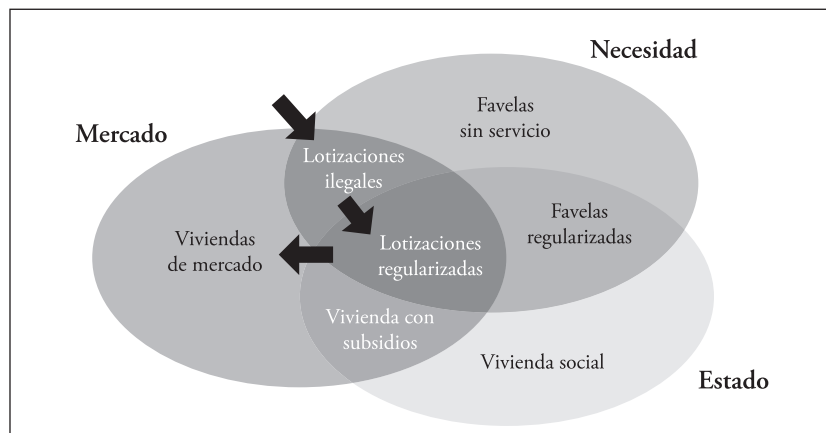 Necesidad
Favelas
sin servicio
Mercado
Lotizaciones
ilegales
Favelas
regularizadas
Viviendas
de mercado
Lotizaciones
regularizadas
Vivienda con
subsidios
Vivienda social
Estado